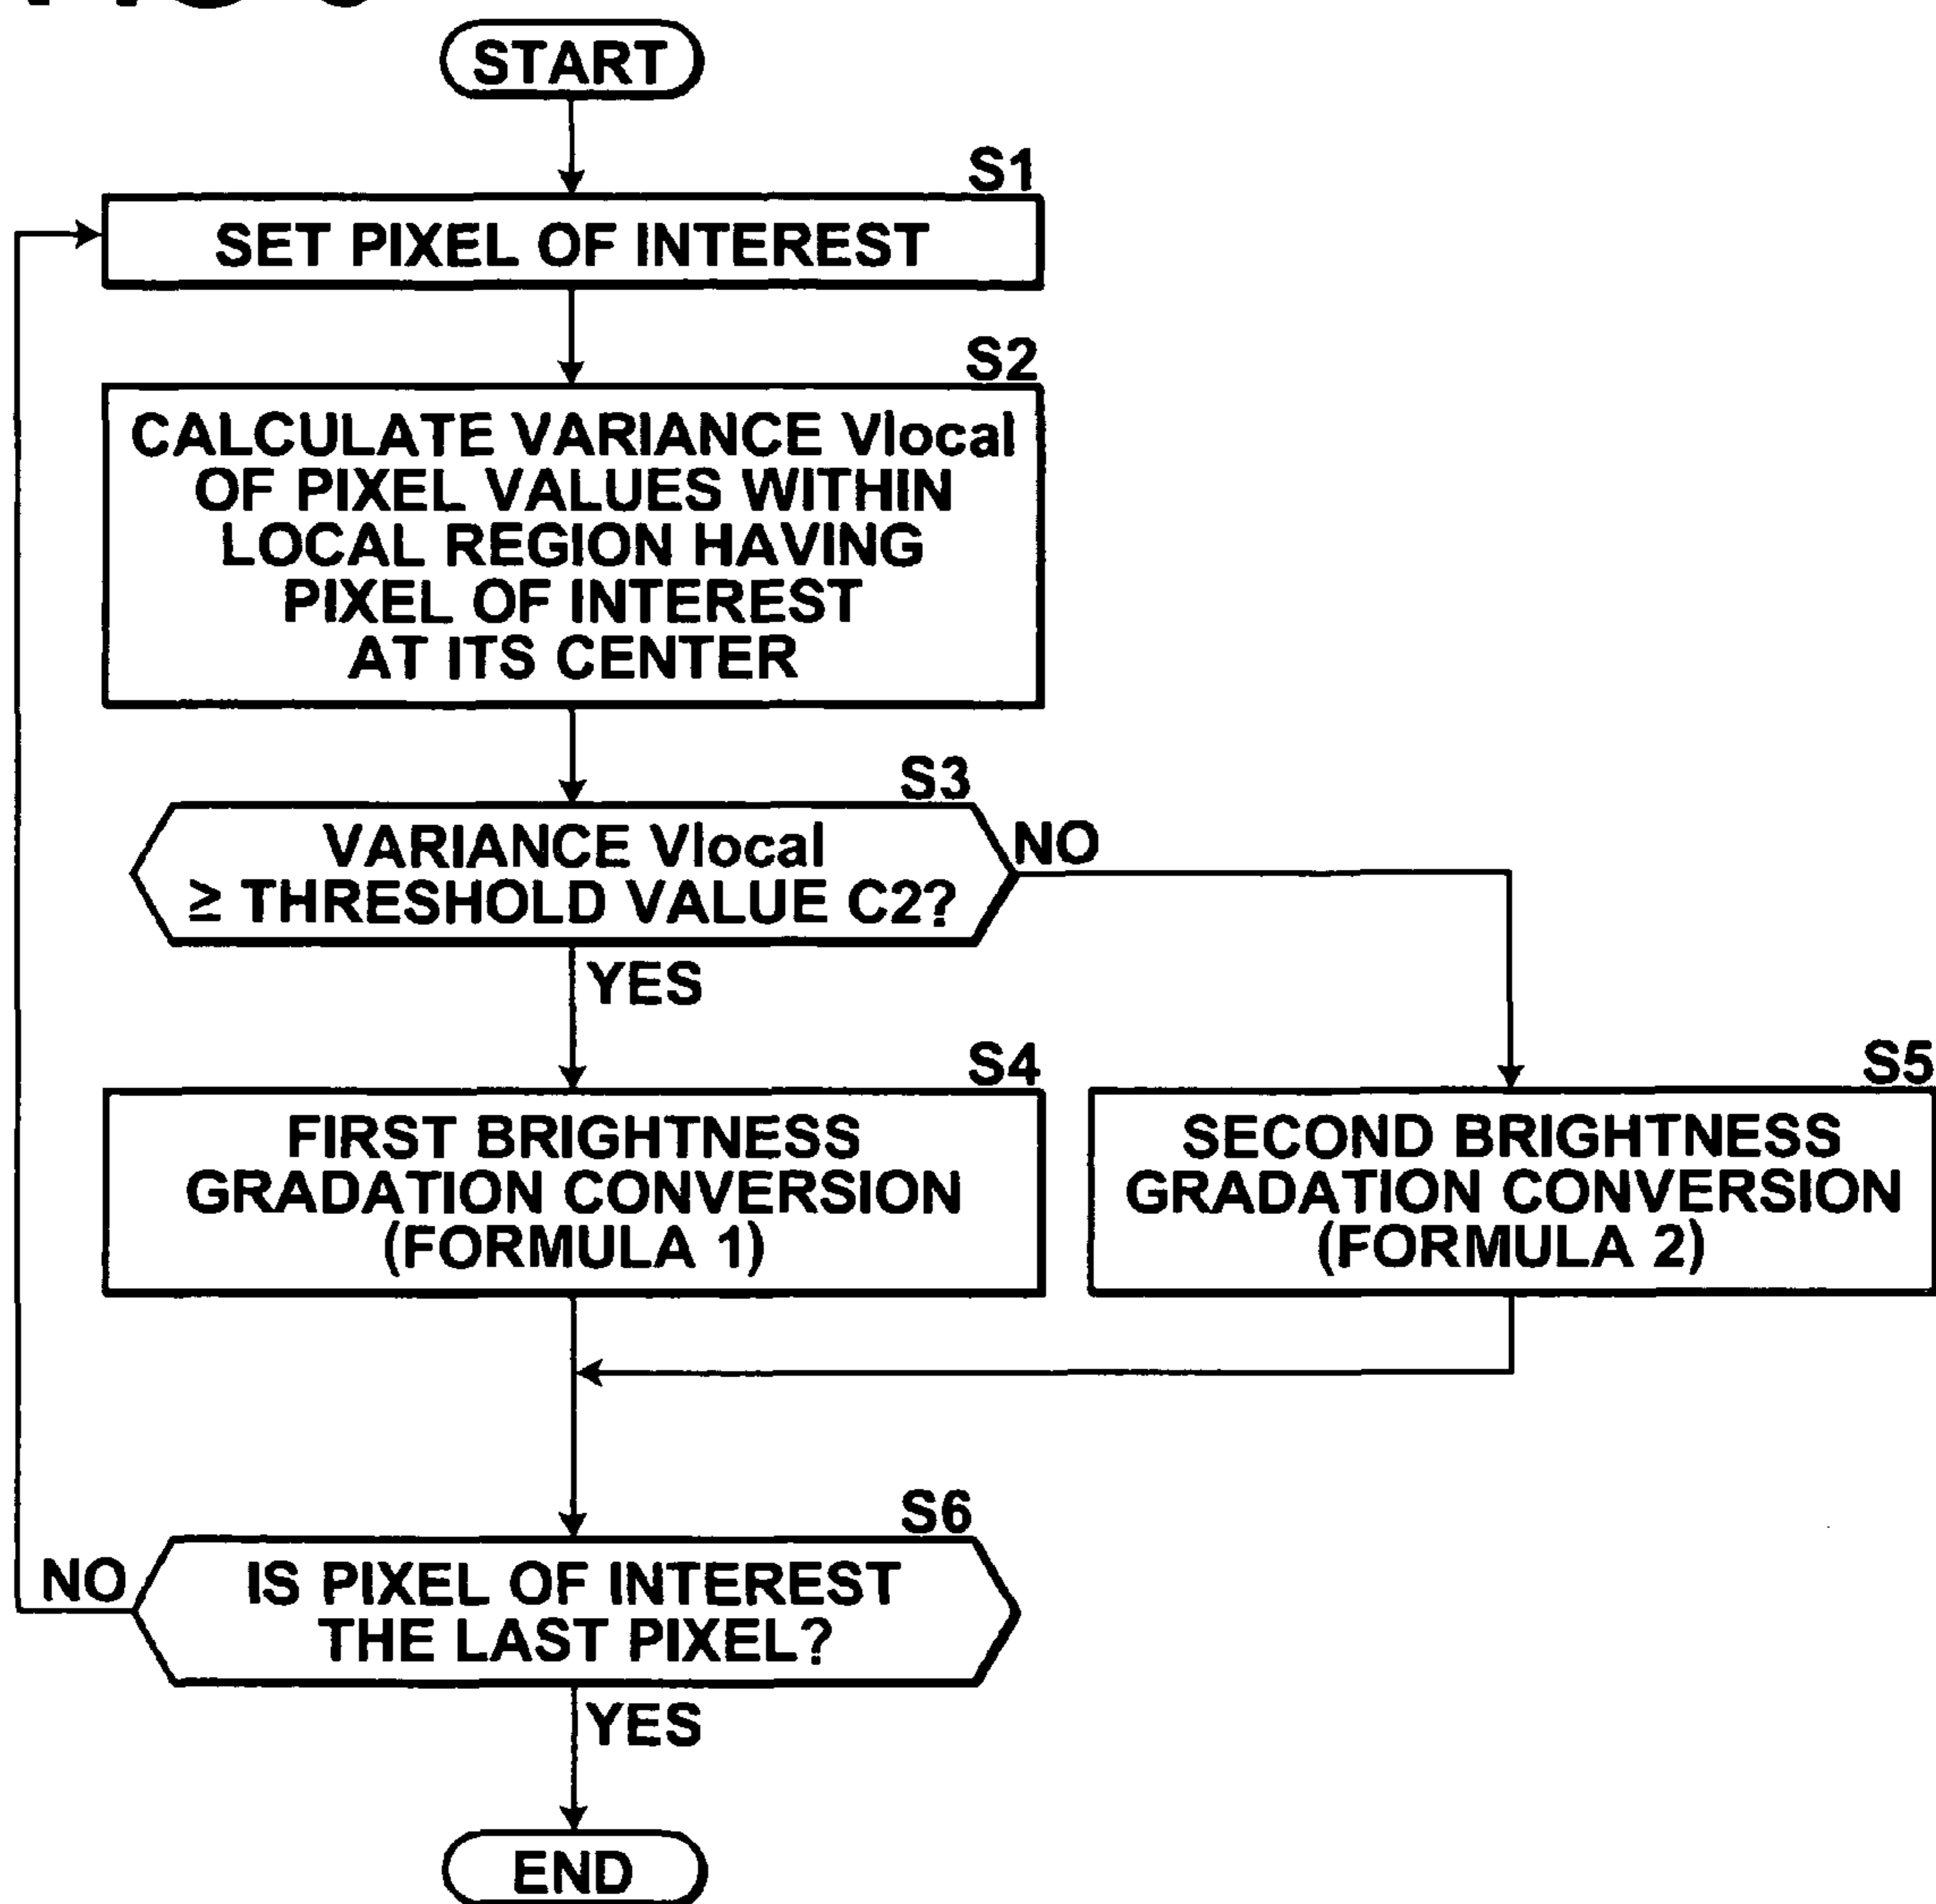 START
S1
SET PIXEL OF INTEREST
S2
CALCULATE VARIANCE Vlocal
OF PIXEL VALUES WITHIN
LOCAL REGION HAVING
PIXEL OF INTEREST
AT ITS CENTER
S3
VARIANCE Vlocal
≥ THRESHOLD VALUE C2?
NO
YES
S4
FIRST BRIGHTNESS
GRADATION CONVERSION
(FORMULA 1)
S5
SECOND BRIGHTNESS
GRADATION CONVERSION
(FORMULA 2)
S6
NO
IS PIXEL OF INTEREST
THE LAST PIXEL?
YES
END